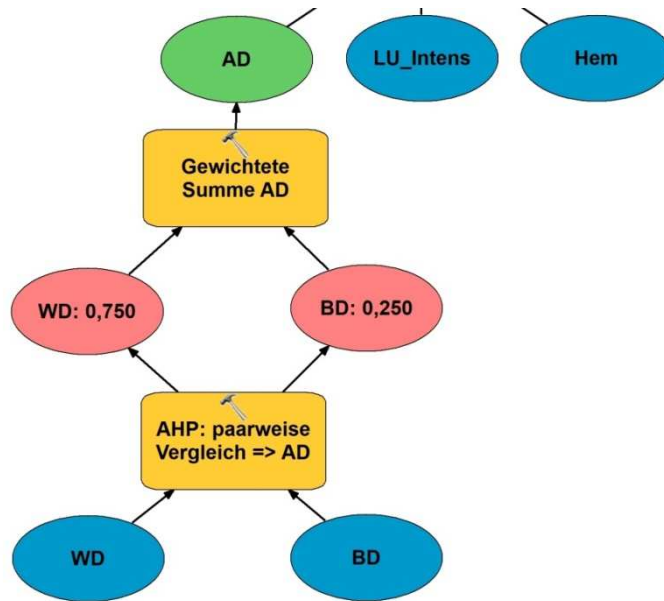 AD
LU_Intens
Hem
Gewichtete
Summe AD
WD: 0,750
BD: 0,250
AHP: paarweise
Vergleich => AD
WD
BD